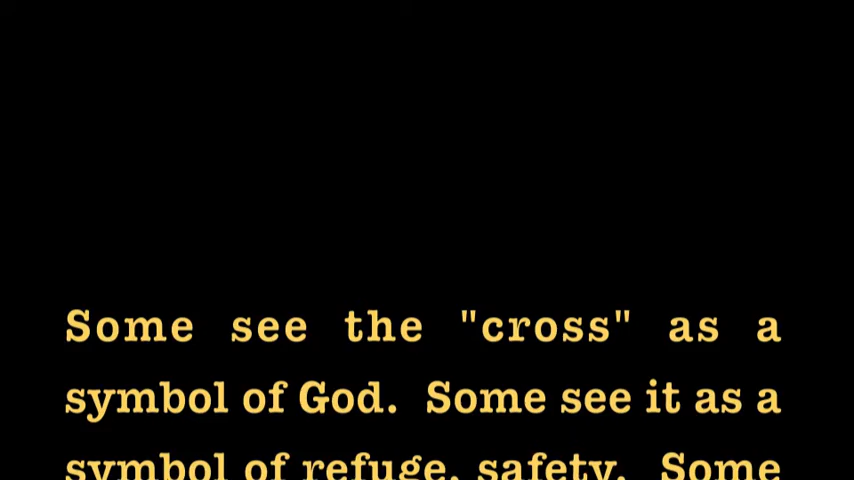 Some see the "cross" as a
symbol of God. Some see it as a
symbol of refuge, safety. Some